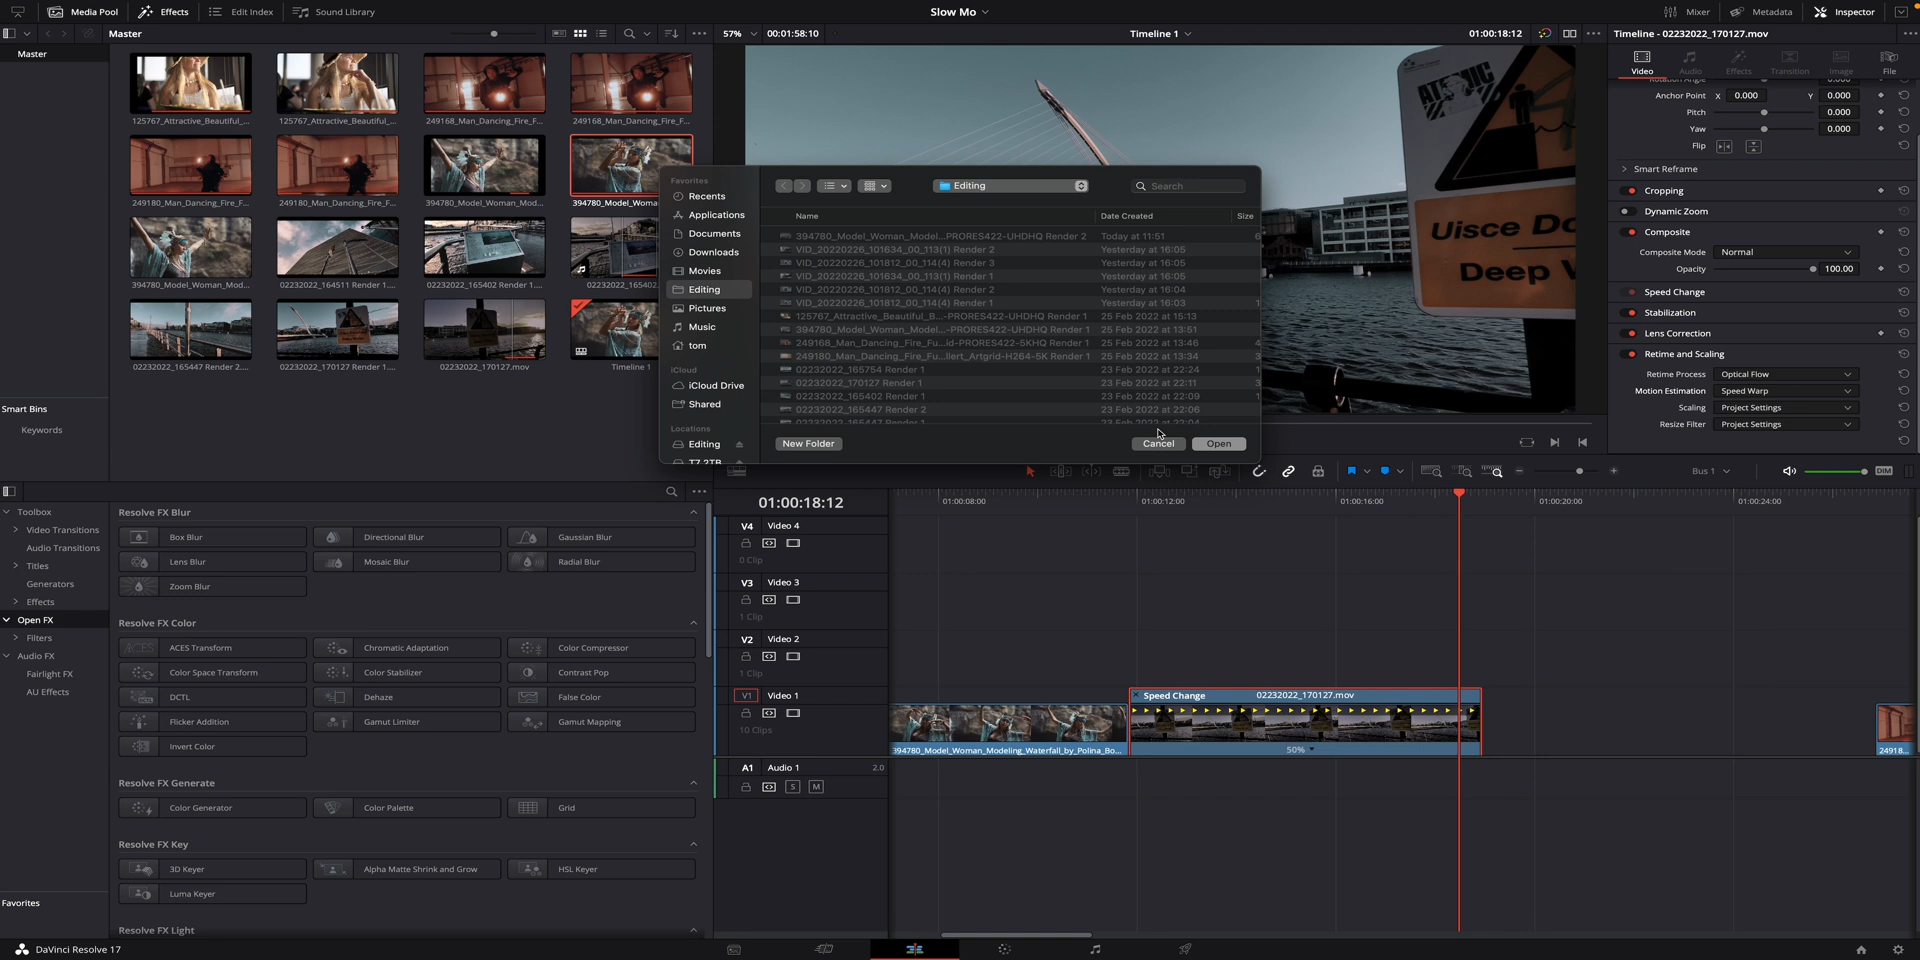 Media Pool
Effects
Edit Index
Sound Library
Slow Mo
Mixer
Metadata
Inspector
Master
57%
00:01:58:10
Timeline 1
01:00:18:12
Timeline - 02232022_170127.mov
Master
125767_Attractive_Beautiful_...
125767_Attractive_Beautiful_...
249168_Man_Dancing_Fire_F...
249168_Man_Dancing_Fire_F...
249180_Man_Dancing_Fire_F...
249180_Man_Dancing_Fire_F...
394780_Model_Woman_Mod...
394780_Model_Woma
394780_Model_Woman_Mod...
02232022_164511 Render 1....
02232022_165402 Render 1....
02232022_165402
02232022_165447 Render 2....
02232022_170127 Render 1....
02232022_170127.mov
Timeline 1
Smart Bins
Keywords
Favorites
Recents
Applications
Documents
Downloads
Movies
Editing
Pictures
Music
tom
iCloud
iCloud Drive
Shared
Locations
Editing
T7 2TB
Editing
Search
Name
Date Created
Size
394780_Model_Woman_Model...PRORES422-UHDHQ Render 2
Today at 11:51
VID_20220226_101634_00_113(1) Render 2
Yesterday at 16:05
VID_20220226_101812_00_114(4) Render 3
Yesterday at 16:05
VID_20220226_101634_00_113(1) Render 1
Yesterday at 16:05
VID_20220226_101812_00_114(4) Render 2
Yesterday at 16:04
VID_20220226_101812_00_114(4) Render 1
Yesterday at 16:03
125767_Attractive_Beautiful_B...-PRORES422-UHDHQ Render 1
25 Feb 2022 at 15:13
394780_Model_Woman_Model...-PRORES422-UHDHQ Render 1
25 Feb 2022 at 13:51
249168_Man_Dancing_Fire_Fu...id-PRORES422-5KHQ Render 1
25 Feb 2022 at 13:46
249180_Man_Dancing_Fire_Fu...llert_Artgrid-H264-5K Render 1
25 Feb 2022 at 13:34
02232022_165754 Render 1
23 Feb 2022 at 22:24
02232022_170127 Render 1
23 Feb 2022 at 22:11
02232022_165402 Render 1
23 Feb 2022 at 22:09
02232022_165447 Render 2
23 Feb 2022 at 22:06
02232022_165447 Render 1
23 Feb 2022 at 22:04
New Folder
Cancel
Open
ATOMIC
Uisce Do
Deep W
Video
Audio
Effects
Transition
Image
File
Rotation Angle
0.000
Anchor Point
X
0.000
Y
0.000
Pitch
0.000
Yaw
0.000
Flip
Smart Reframe
Cropping
Dynamic Zoom
Composite
Composite Mode
Normal
Opacity
100.00
Speed Change
Stabilization
Lens Correction
Retime and Scaling
Retime Process
Optical Flow
Motion Estimation
Speed Warp
Scaling
Project Settings
Resize Filter
Project Settings
Bus 1
DIM
Toolbox
Video Transitions
Audio Transitions
Titles
Generators
Effects
Open FX
Filters
Audio FX
Fairlight FX
AU Effects
Favorites
Resolve FX Blur
Box Blur
Directional Blur
Gaussian Blur
Lens Blur
Mosaic Blur
Radial Blur
Zoom Blur
Resolve FX Color
ACES
ACES Transform
Chromatic Adaptation
Color Compressor
Color Space Transform
Color Stabilizer
Contrast Pop
DCTL
Dehaze
False Color
Flicker Addition
Gamut Limiter
Gamut Mapping
Invert Color
Resolve FX Generate
Color Generator
Color Palette
Grid
Resolve FX Key
3D Keyer
Alpha Matte Shrink and Grow
HSL Keyer
Luma Keyer
Resolve FX Light
01:00:18:12
01:00:08:00
01:00:12:00
01:00:16:00
01:00:20:00
01:00:24:00
V4
Video 4
0 Clip
V3
Video 3
1 Clip
V2
Video 2
1 Clip
V1
Video 1
10 Clips
A1
Audio 1
2.0
S
M
Speed Change
02232022_170127.mov
394780_Model_Woman_Modeling_Waterfall_by_Polina_Bo...
50%
24918...
DaVinci Resolve 17